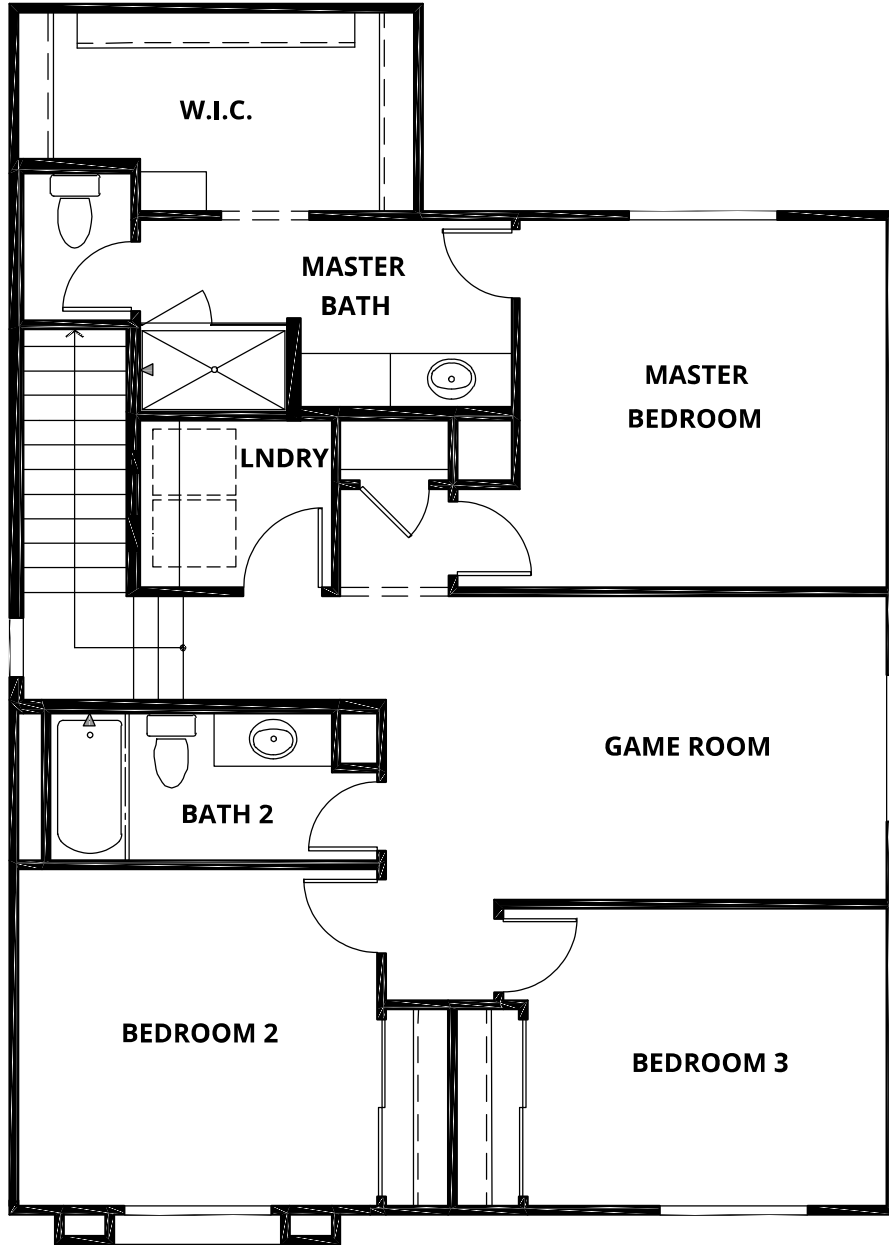 W.I.C.
MASTER
BATH
MASTER
BEDROOM
LNDRY
GAME ROOM
BATH 2
BEDROOM 2
BEDROOM 3